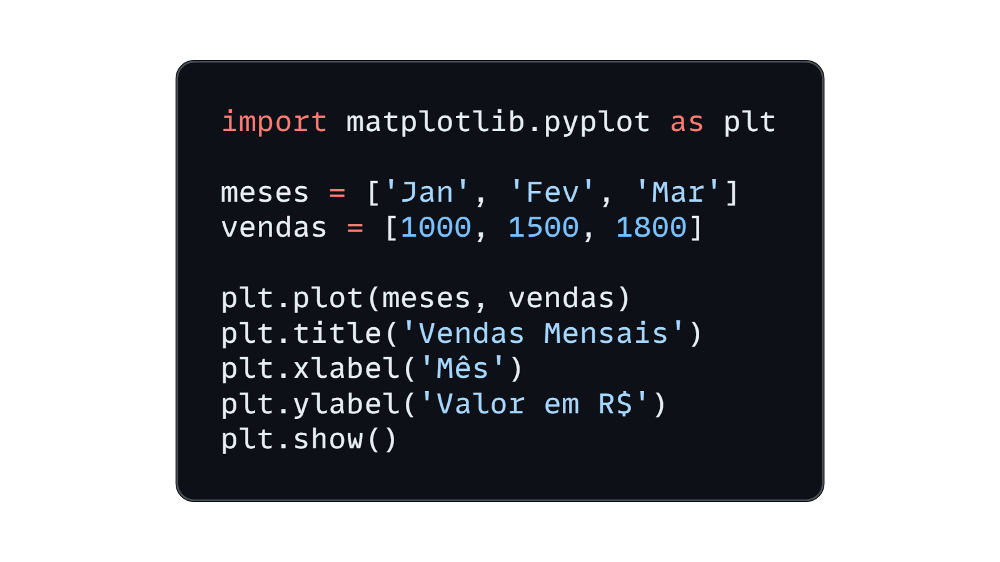 import matplotlib.pyplot as plt
meses = ['Jan', 'Fev', 'Mar']
vendas = [1000, 1500, 1800]
plt.plot(meses, vendas)
plt.title('Vendas Mensais')
plt.xlabel('Mês')
plt.ylabel('Valor em R$')
plt.show()